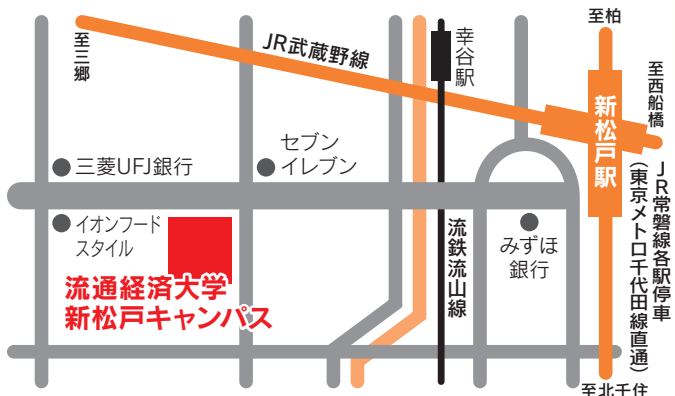 至柏
至三郷
JR武蔵野線
幸谷駅
至西船橋
新松戸駅
セブン
イレブン
三菱UFJ銀行
JR常磐線各駅停車
(東京メトロ千代田線直通)
イオンフード
スタイル
流鉄流山線
みずほ
銀行
流通経済大学
新松戸キャンパス
至北千住